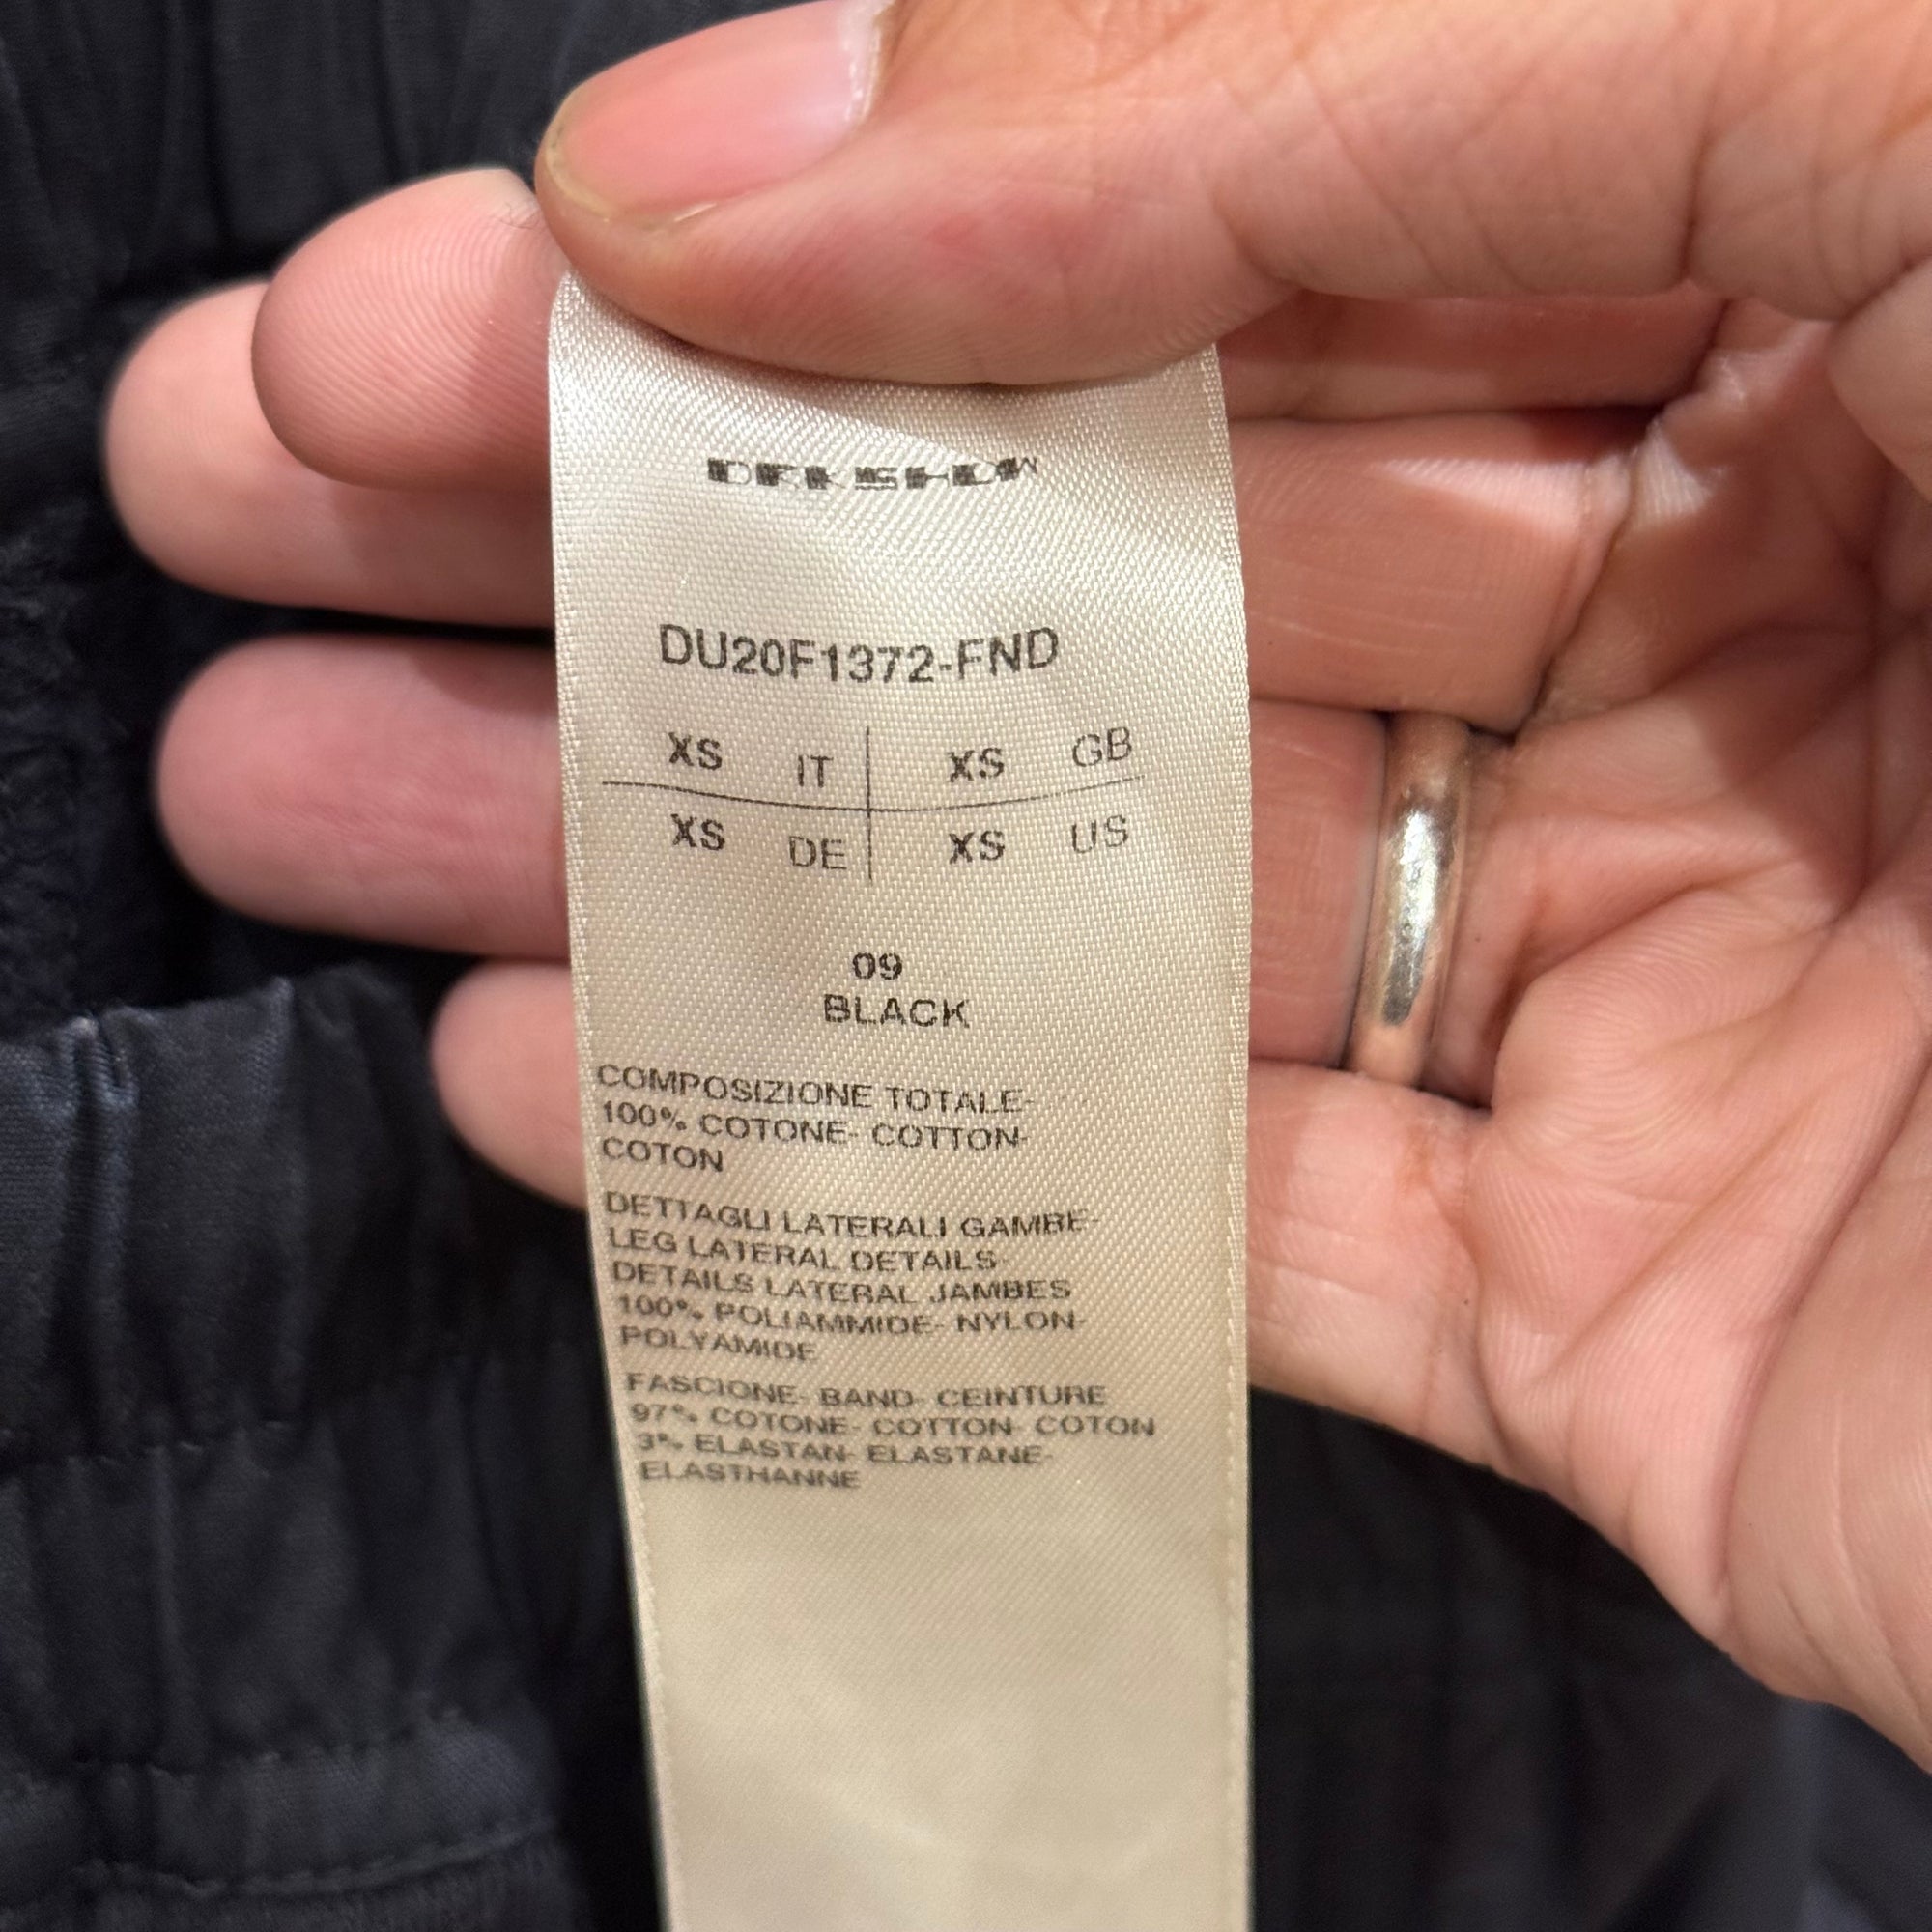 DRKSHDW
DU20F1372-FND
XS IT XS GB
XS DE XS US
09
BLACK
COMPOSIZIONE TOTALE-
100% COTONE- COTTON-
COTON
DETTAGLI LATERALI GAMBE-
LEG LATERAL DETAILS-
DETAILS LATERAL JAMBES
100% POLIAMMIDE- NYLON-
POLYAMIDE
FASCIONE- BAND- CEINTURE
97% COTONE- COTTON- COTON
3% ELASTAN- ELASTANE-
ELASTHANNE